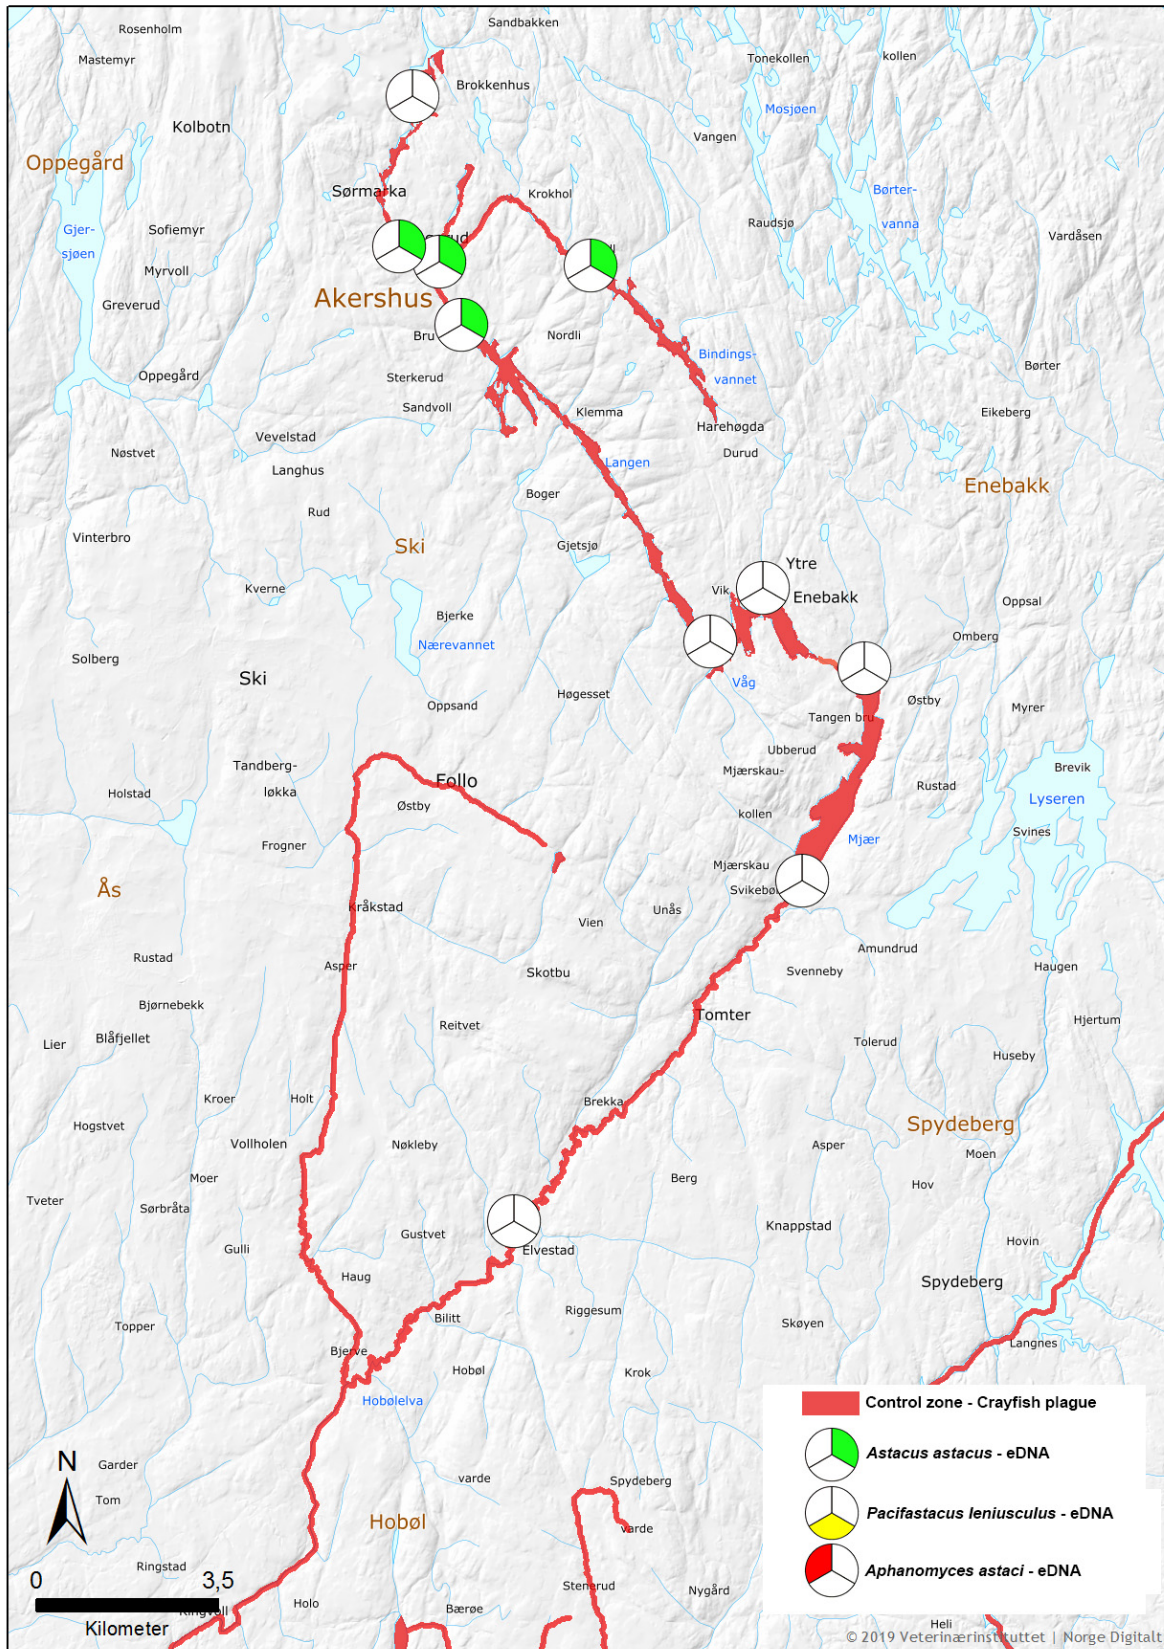 Sandbakken
Rosenholm
Mastemyr
Tonekollen
kollen
Brokkenhus
Mosjøen
Kolbotn
Vangen
Oppegård
Sørmarka
Krokhol
Børter-
vanna
Gjer-
sjøen
Sofiemyr
Raudsjø
Vardåsen
Myrvoll
Greverud
Akershus
Bru
Nordli
Bindings-
vannet
Børter
Oppegård
Sterkerud
Sandvoll
Klemma
Eikeberg
Harehøgda
Vevelstad
Nøstvet
Durud
Langhus
Langen
Enebakk
Boger
Rud
Vinterbro
Ski
Gjetsjø
Ytre
Kverne
Vik
Enebakk
Oppsal
Bjerke
Omberg
Nærevannet
Solberg
Ski
Våg
Høgesset
Østby
Oppsand
Myrer
Tangen bru
Ubberud
Tandberg-
løkka
Mjærskau-
kollen
Brevik
Follo
Holstad
Østby
Rustad
Lyseren
Svines
Frogner
Mjær
Ås
Mjærskau
Kråkstad
Unås
Vien
Amundrud
Rustad
Asper
Skotbu
Svenneby
Haugen
Bjørnebekk
Tomter
Hjertum
Reitvet
Blåfjellet
Lier
Tolerud
Huseby
Kroer
Holt
Brekka
Hogstvet
Spydeberg
Vollholen
Nøkleby
Asper
Moen
Moer
Berg
Hov
Tveter
Sørbråta
Knappstad
Gustvet
Hovin
Gulli
Elvestad
Haug
Spydeberg
Riggesum
Bilitt
Topper
Skøyen
Bjerve
Langnes
Hobøl
Krok
Hobølelva
Control zone - Crayfish plague
Astacus astacus - eDNA
Pacifastacus leniusculus - eDNA
Aphanomyces astaci - eDNA
N
Garder
varde
Spydeberg
Tom
Hobøl
varde
Ringstad
0 3,5
Kilometer
Stenerud
Nygård
Holo
Bærøe
Ringvoll
Heli
© 2019 Veterinærinstituttet | Norge Digitalt